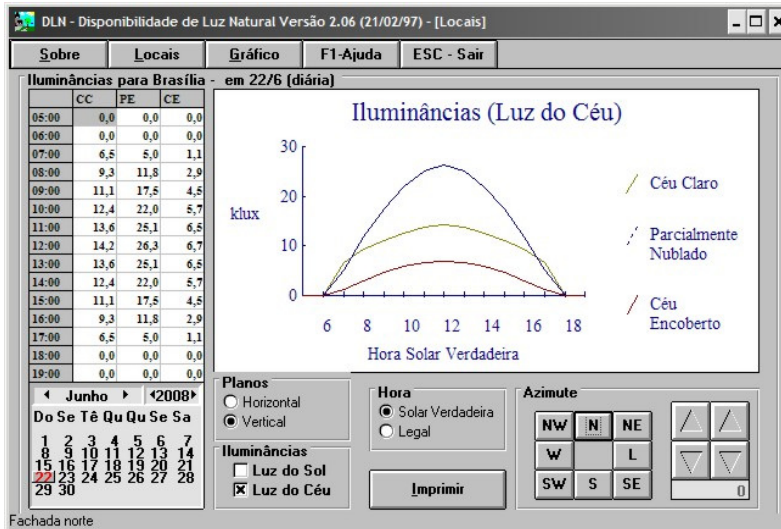 DLN - Disponibilidade de Luz Natural Versão 2.06 (21/02/97) - [Locais]
Sobre Locais Gráfico F1-Ajuda ESC - Sair
Iluminâncias para Brasília - em 22/6 (diária)
CC PE CE
05:00 0,0 0,0 0,0
06:00 0,0 0,0 0,0
07:00 6,5 5,0 1,1
08:00 9,3 11,8 2,9
09:00 11,1 17,5 4,5
10:00 12,4 22,0 5,7
11:00 13,6 25,1 6,5
12:00 14,2 26,3 6,7
13:00 13,6 25,1 6,5
14:00 12,4 22,0 5,7
15:00 11,1 17,5 4,5
16:00 9,3 11,8 2,9
17:00 6,5 5,0 1,1
18:00 0,0 0,0 0,0
19:00 0,0 0,0 0,0
Iluminâncias (Luz do Céu)
klux
30
20
10
0
6 8 10 12 14 16 18
Hora Solar Verdadeira
Céu Claro
Parcialmente
Nublado
Céu
Encoberto
Junho 2008
Do Se Tê Qu Qu Se Sa
1 2 3 4 5 6 7
8 9 10 11 12 13 14
15 16 17 18 19 20 21
22 23 24 25 26 27 28
29 30
Planos
Horizontal
Vertical
Iluminâncias
Luz do Sol
Luz do Céu
Hora
Solar Verdadeira
Legal
Imprimir
Azimute
NW N NE
W L
SW S SE
0
Fachada norte